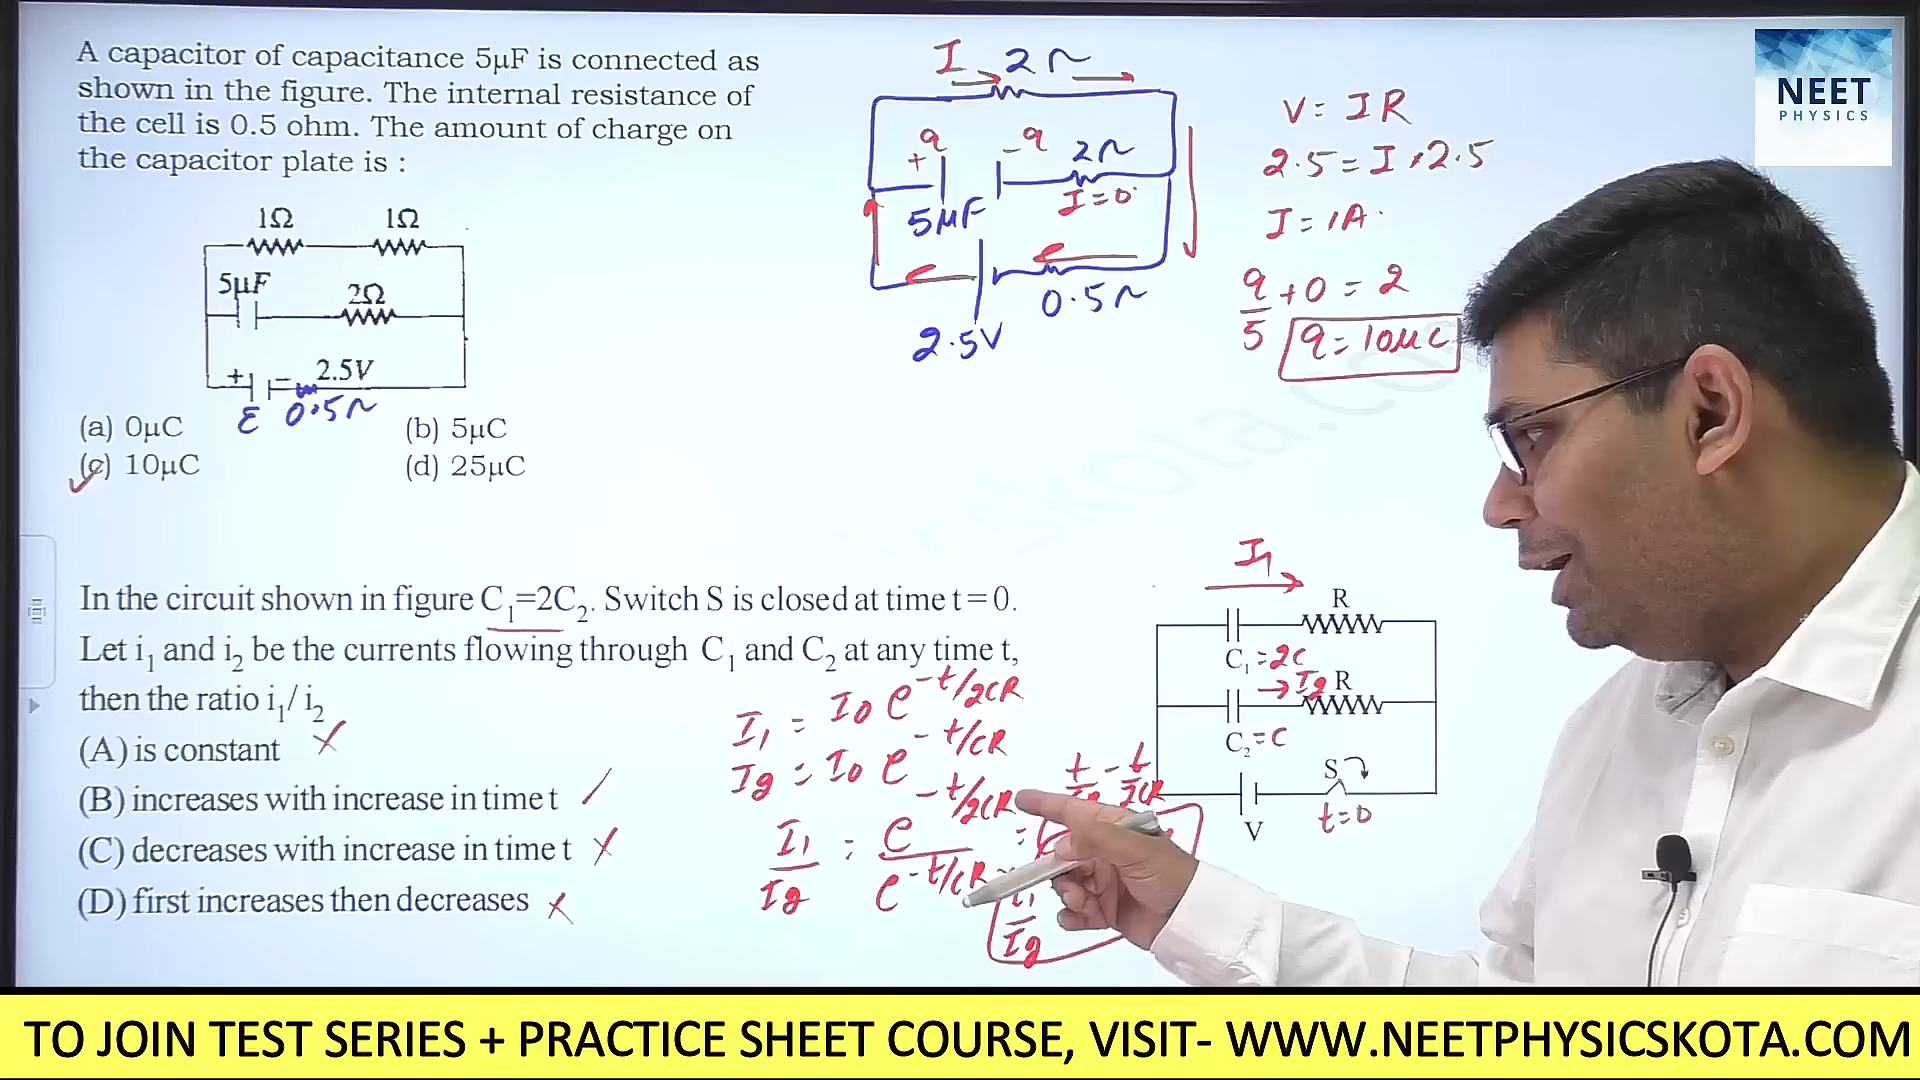 A capacitor of capacitance 5µF is connected as
shown in the figure. The internal resistance of
the cell is 0.5 ohm. The amount of charge on
the capacitor plate is :
1Ω 1Ω
5µF
2Ω
+ − 2.5V
ε 0.5Ω
(a) 0µC (b) 5µC
(c) 10µC (d) 25µC
I 2Ω
+q −q 2Ω
5µF I=0
0.5Ω
2.5V
V = IR
2.5 = I × 2.5
I = 1A
q/5 + 0 = 2
q = 10µC
NEET
PHYSICS
In the circuit shown in figure C₁=2C₂. Switch S is closed at time t = 0.
Let i₁ and i₂ be the currents flowing through C₁ and C₂ at any time t,
then the ratio i₁/ i₂
(A) is constant
(B) increases with increase in time t
(C) decreases with increase in time t
(D) first increases then decreases
I₁ = I₀ e^−t/2CR
I₂ = I₀ e^−t/CR
I₁/I₂ = e^−t/2CR / e^−t/CR =
I₁/I₂
I₁
R
C₁ =2C
I₂ R
C₂ =C
S
V t=0
TO JOIN TEST SERIES + PRACTICE SHEET COURSE, VISIT- WWW.NEETPHYSICSKOTA.COM